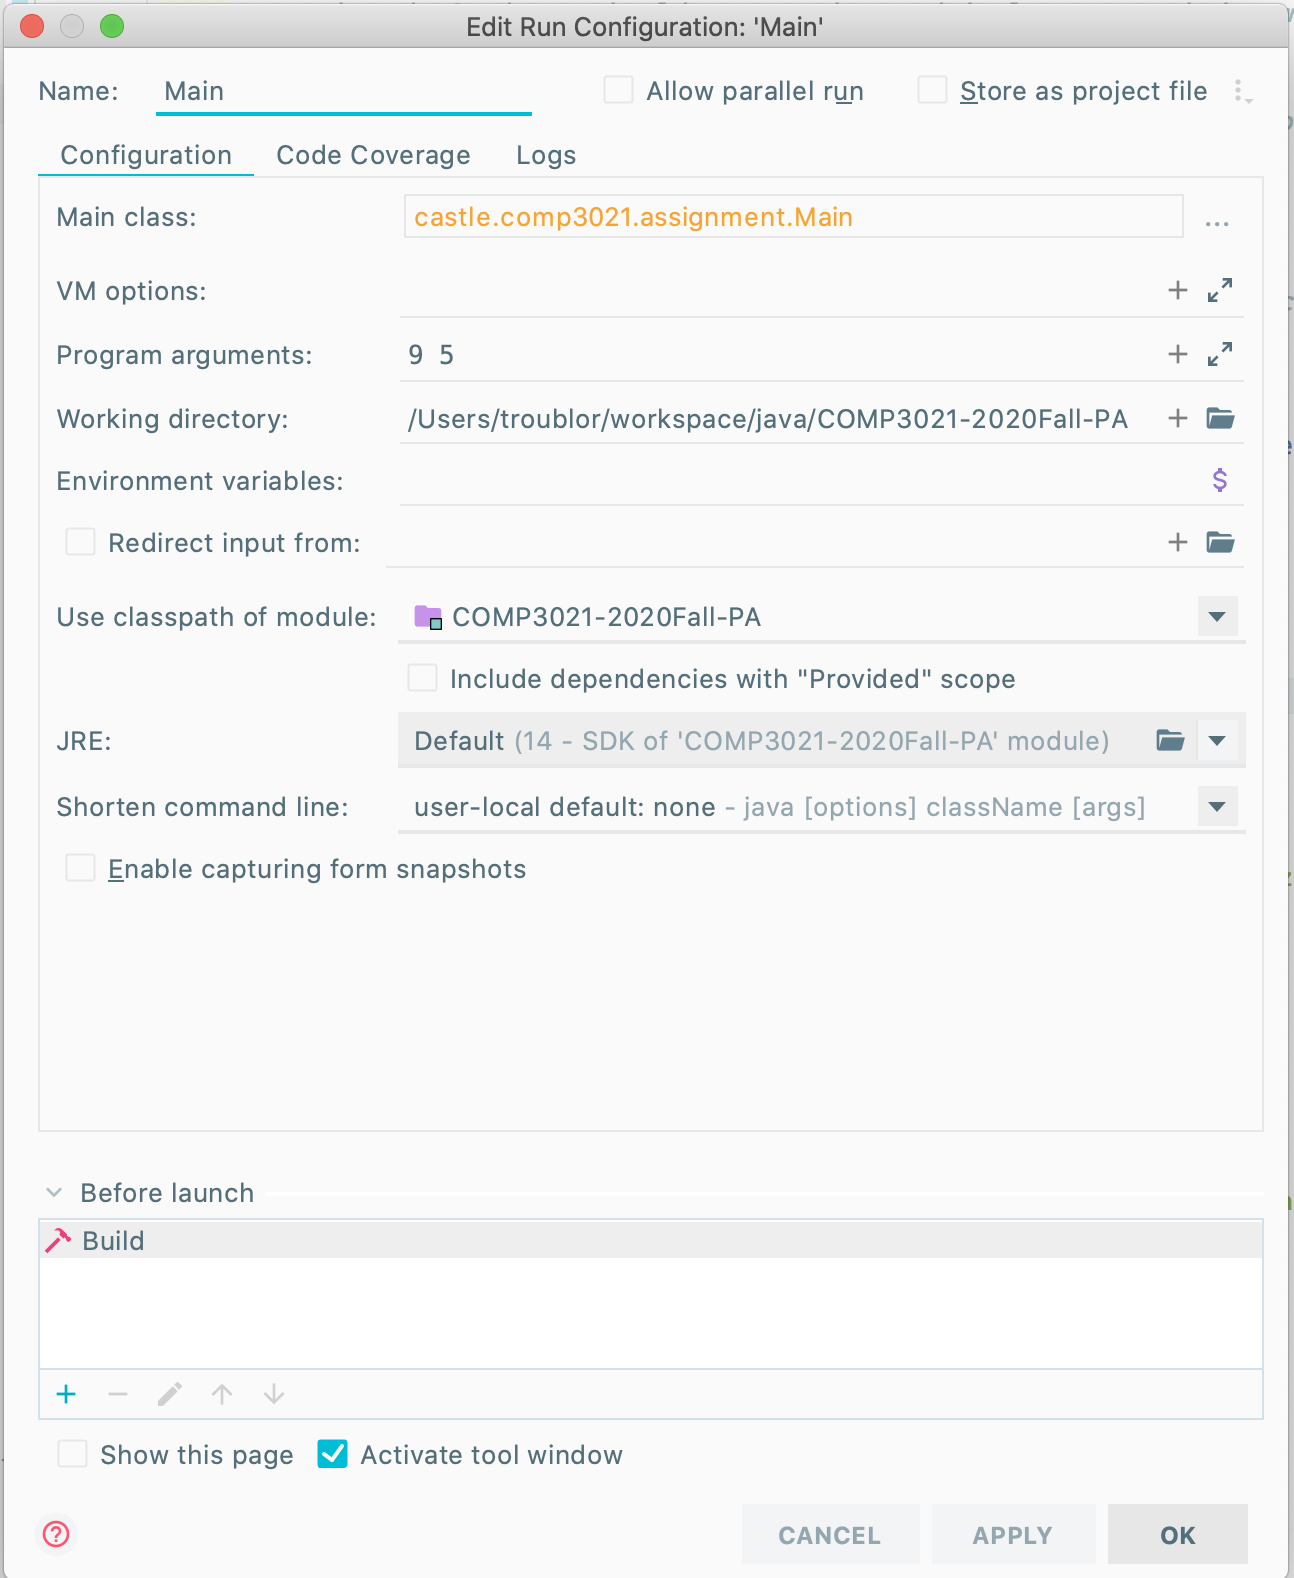 Edit Run Configuration: 'Main'
Name: Main Allow parallel run Store as project file
Configuration Code Coverage Logs
Main class: castle.comp3021.assignment.Main ...
VM options:
Program arguments: 9 5
Working directory: /Users/troublor/workspace/java/COMP3021-2020Fall-PA
Environment variables: $
Redirect input from:
Use classpath of module: COMP3021-2020Fall-PA
Include dependencies with "Provided" scope
JRE: Default (14 - SDK of 'COMP3021-2020Fall-PA' module)
Shorten command line: user-local default: none - java [options] className [args]
Enable capturing form snapshots
Before launch
Build
Show this page Activate tool window
? CANCEL APPLY OK